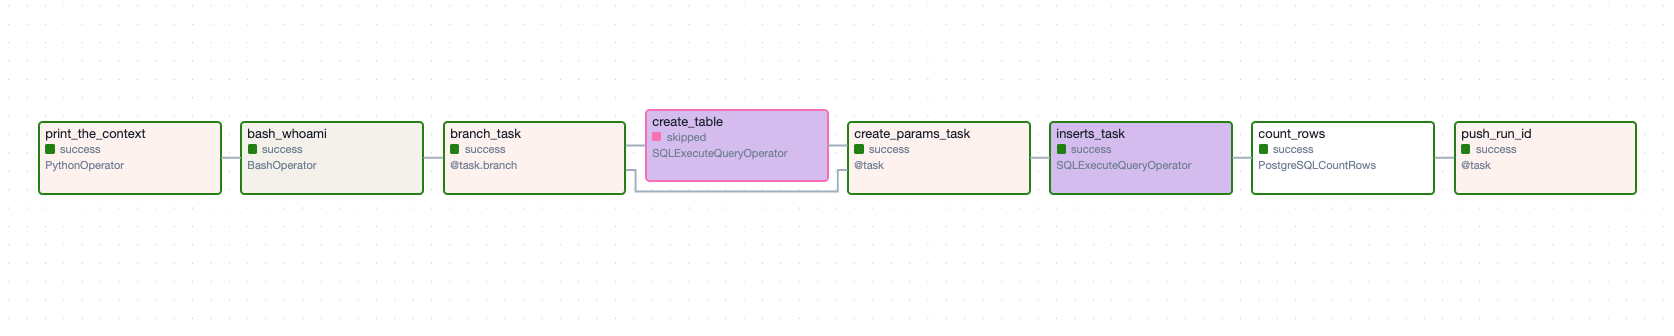 print_the_context
success
PythonOperator
bash_whoami
success
BashOperator
branch_task
success
@task.branch
create_table
skipped
SQLExecuteQueryOperator
create_params_task
success
@task
inserts_task
success
SQLExecuteQueryOperator
count_rows
success
PostgreSQLCountRows
push_run_id
success
@task